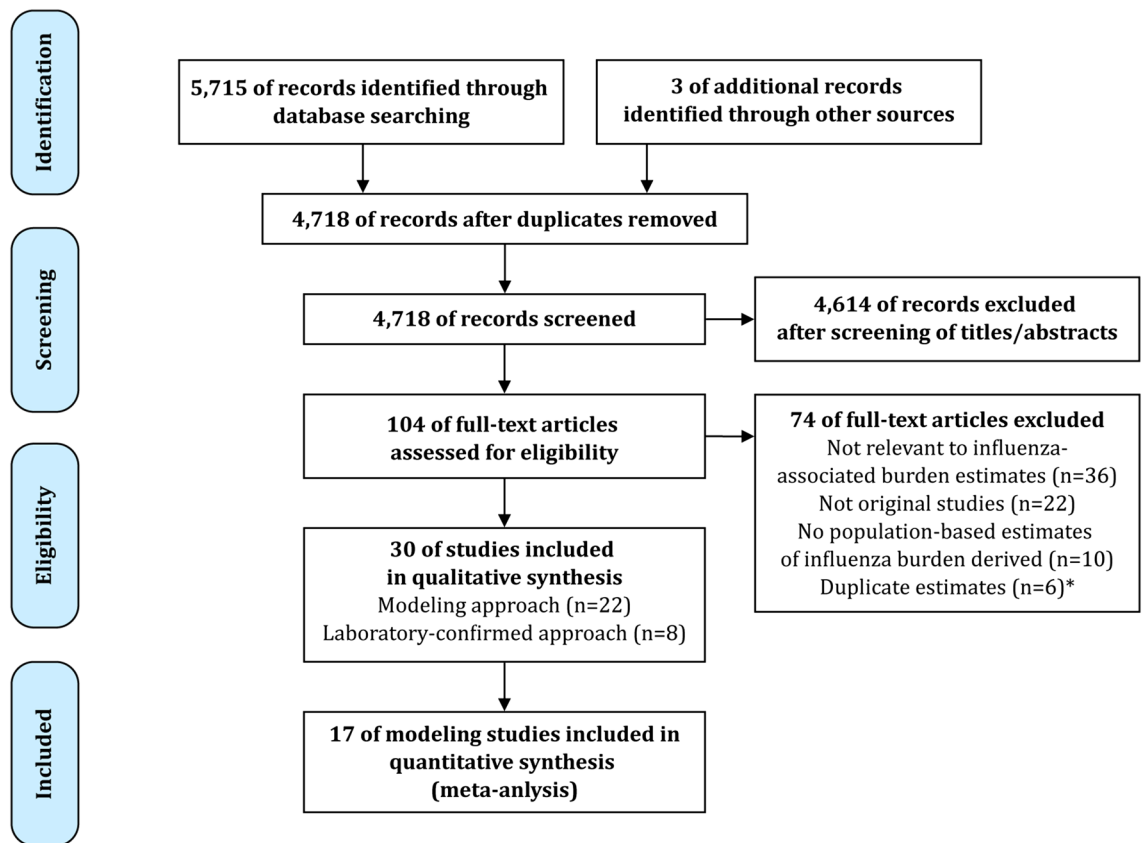 Identification
5,715 of records identified through
database searching
3 of additional records
identified through other sources
4,718 of records after duplicates removed
Screening
4,718 of records screened
4,614 of records excluded
after screening of titles/abstracts
Eligibility
104 of full-text articles
assessed for eligibility
74 of full-text articles excluded
Not relevant to influenza-
associated burden estimates (n=36)
Not original studies (n=22)
No population-based estimates
of influenza burden derived (n=10)
Duplicate estimates (n=6)*
30 of studies included
in qualitative synthesis
Modeling approach (n=22)
Laboratory-confirmed approach (n=8)
Included
17 of modeling studies included in
quantitative synthesis
(meta-anlysis)